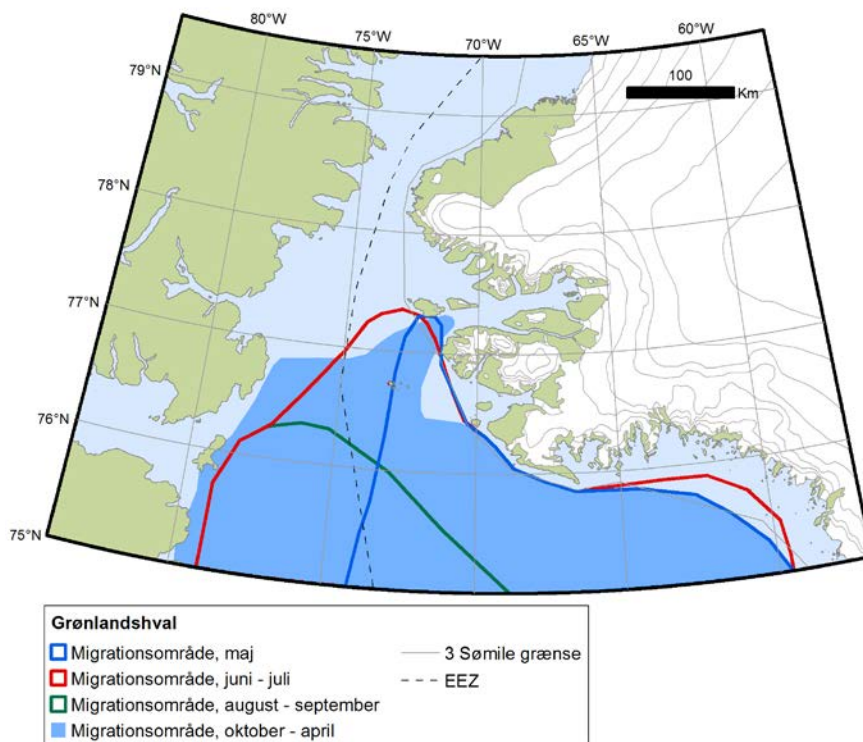 80°W
75°W
70°W
65°W
60°W
79°N
78°N
77°N
76°N
75°N
100
Km
Grønlandshval
Migrationsområde, maj
Migrationsområde, juni - juli
Migrationsområde, august - september
Migrationsområde, oktober - april
3 Sømile grænse
EEZ